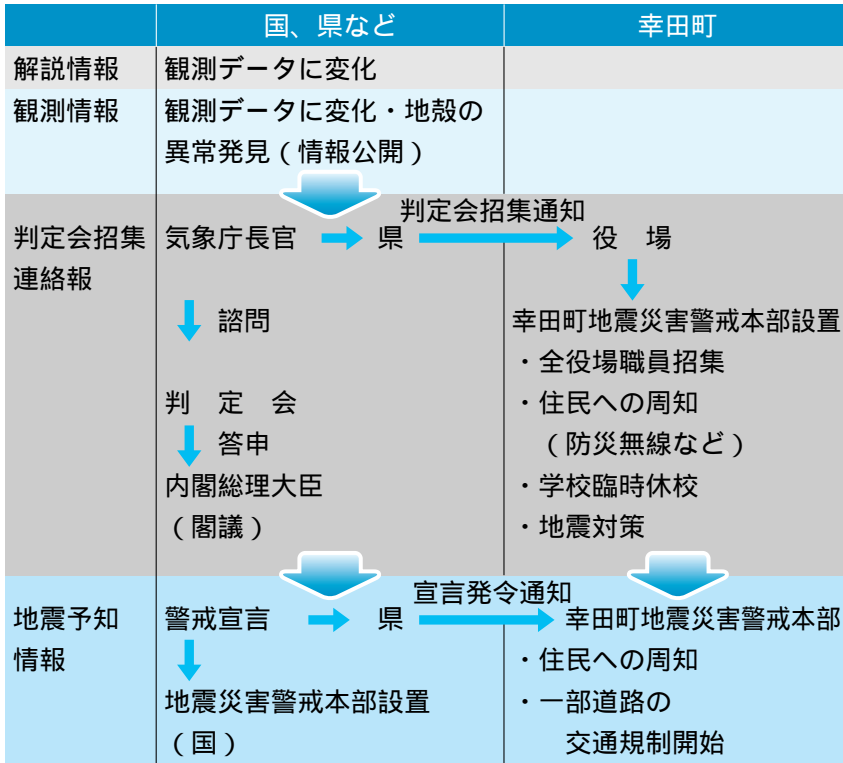 国、県など 幸田町
解説情報 観測データに変化
観測情報 観測データに変化・地殻の
異常発見（情報公開）
判定会招集通知
判定会招集 気象庁長官 県 役　場
連絡報
諮問 幸田町地震災害警戒本部設置
・全役場職員招集
判　定　会 ・住民への周知
答申 （防災無線など）
内閣総理大臣 ・学校臨時休校
（閣議） ・地震対策
宣言発令通知
地震予知 警戒宣言 県 幸田町地震災害警戒本部
情報 ・住民への周知
地震災害警戒本部設置 ・一部道路の
（国） 交通規制開始